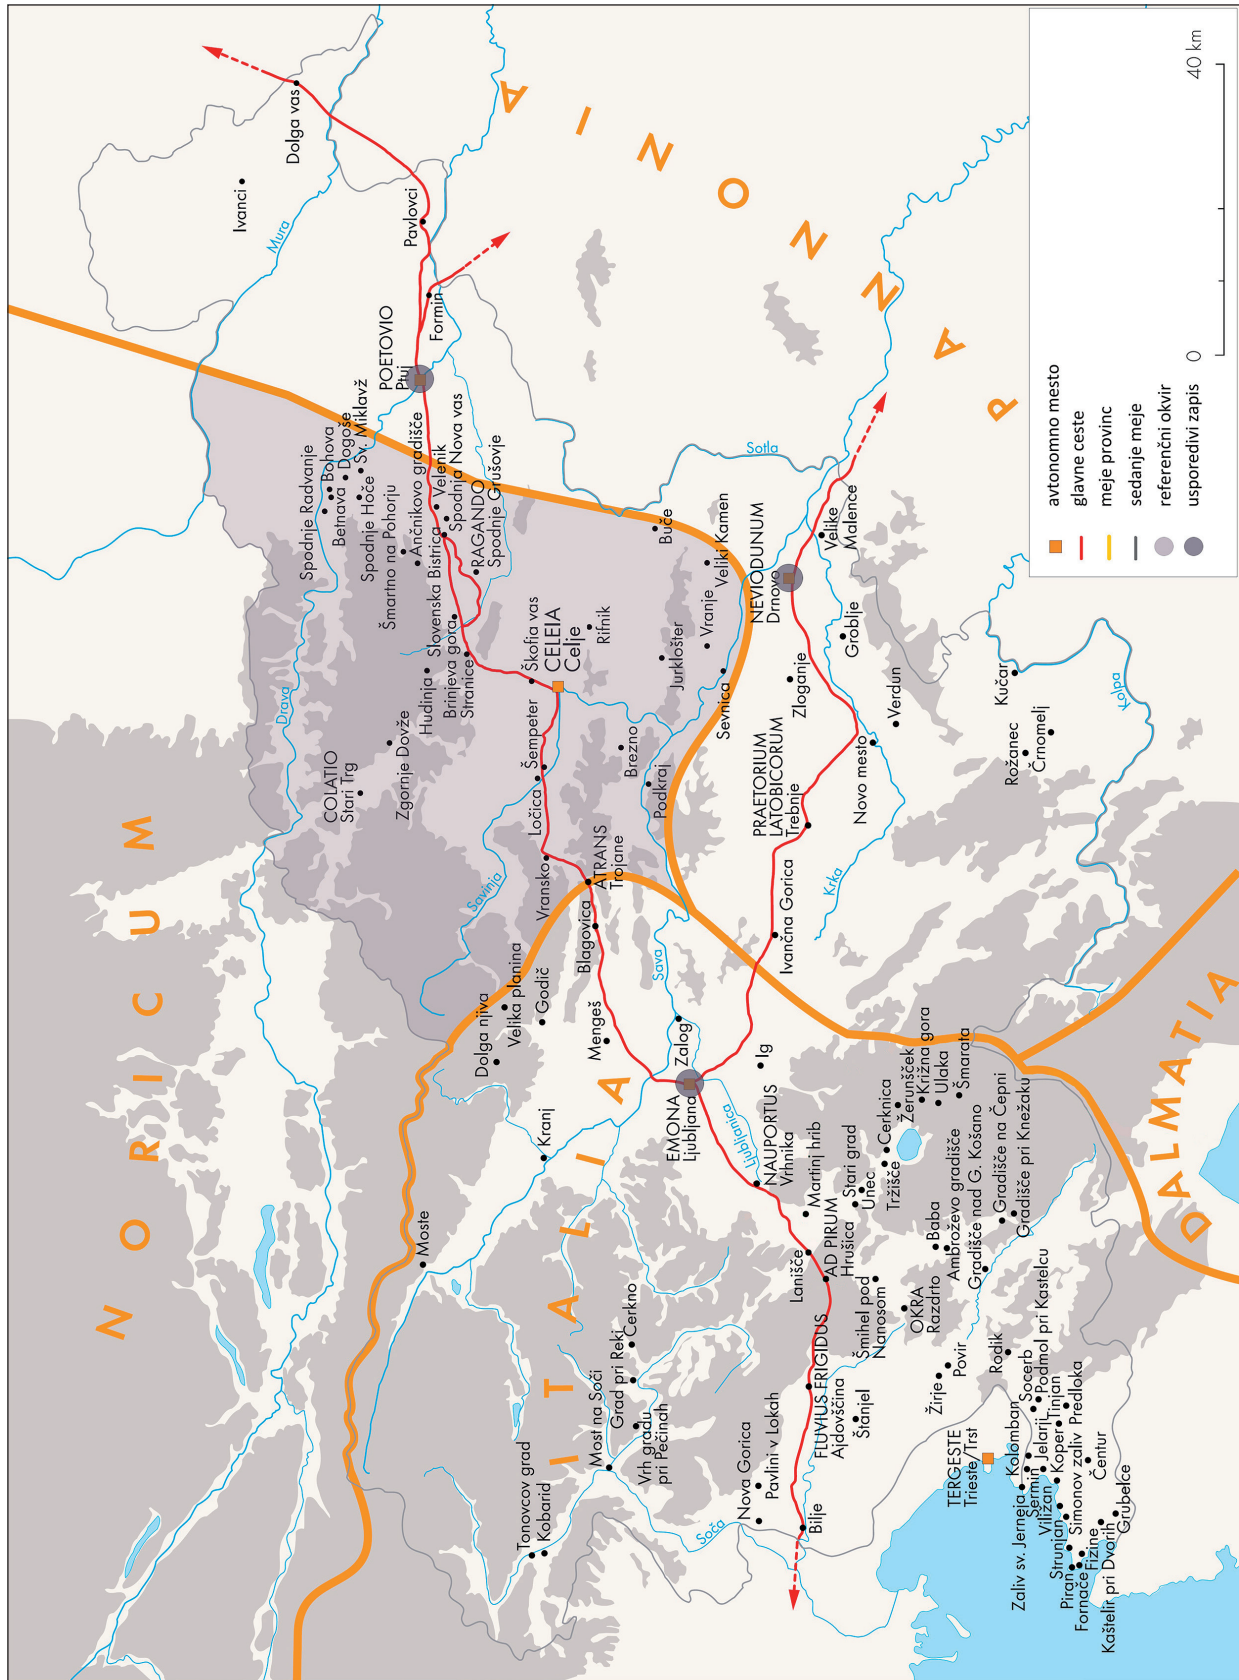 NORICUM
ITALIA
PANNONIA
DALMATIA
Dolga vas
Ivanci
Mura
Pavlovci
Formin
POETOVIO
Ptuj
Spodnje Radvanje
Bohova
Betnava
Dogoše
Spodnje Hoče
Sv. Miklavž
Šmartno na Pohorju
Ančnikovo gradišče
Velenik
Spodnja Nova vas
Slovenska Bistrica
RAGANDO
Spodnje Grušovje
Hudinja
Brinjeva gora
Stranice
Škofia vas
CELEIA
Celje
Rifnik
Drava
COLATIO
Stari Trg
Zgornje Dovže
Šempeter
Ločica
Vransko
Savinja
ATRANS
Trojane
Blagovica
Brezno
Podkraj
Jurklošter
Vranje
Veliki Kamen
Buče
Sotla
Sevnica
NEVIODUNUM
Drnovo
Velike
Malence
Groblje
Zloganje
Verdun
Novo mesto
PRAETORIUM
LATOBICORUM
Trebnje
Krka
Ivančna Gorica
Kučar
Rožanec
Črnomelj
Kolpa
Dolga njiva
Velika planina
Godič
Mengeš
Sava
Zalog
Kranj
Moste
EMONA
Ljubljana
Ig
Ljubljanica
NAUPORTUS
Vrhnika
Martinj hrib
Stari grad
Unec
Tržišče
Cerknica
Žerunšček
Križna gora
Ulaka
Šmarata
Lanišče
AD PIRUM
Hrušica
Šmihel pod
Nanosom
OKRA
Razdrto
Baba
Ambroževo gradišče
Gradišče nad G. Košano
Gradišče na Čepni
Gradišče pri Knežaku
Cerkno
Grad pri Reki
Most na Soči
Vrh gradu
pri Pečinah
Tonovcov grad
Kobarid
Soča
Nova Gorica
Pavlini v Lokah
FLUVIUS FRIGIDUS
Ajdovščina
Štanjel
Bilje
Žirje
Povir
Rodik
TERGESTE
Trieste/Trst
Kolomban
Socerb
Podmol pri Kastelcu
Zaliv sv. Jerneja
Sermin
Jelarji
Tinjan
Viližan
Koper
Predloka
Strunjan
Simonov zaliv
Piran
Fornače
Fizine
Čentur
Kaštelir pri Dvorih
Grubelce
avtonomno mesto
glavne ceste
meje provinc
sedanje meje
referenčni okvir
usporedivi zapis
0
40 km